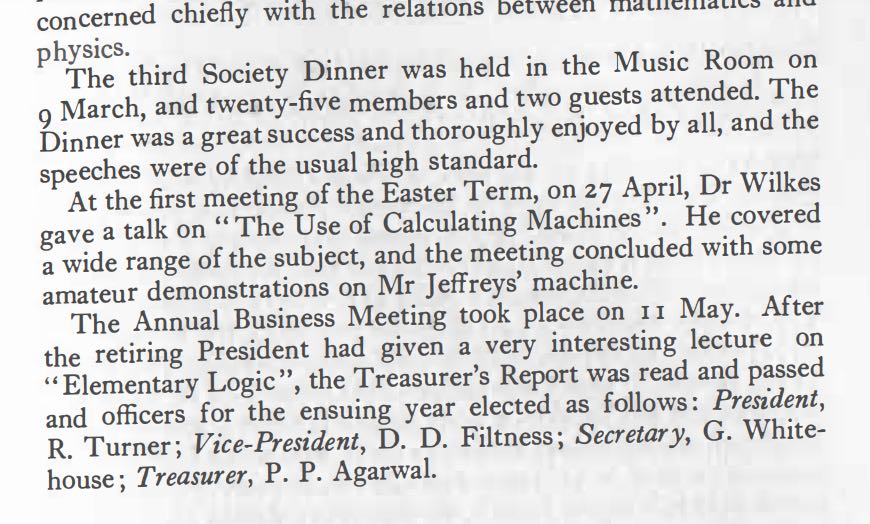 concerned chiefly with the relations between mathematics and
physics.
The third Society Dinner was held in the Music Room on
9 March, and twenty-five members and two guests attended. The
Dinner was a great success and thoroughly enjoyed by all, and the
speeches were of the usual high standard.
At the first meeting of the Easter Term, on 27 April, Dr Wilkes
gave a talk on “The Use of Calculating Machines”. He covered
a wide range of the subject, and the meeting concluded with some
amateur demonstrations on Mr Jeffreys’ machine.
The Annual Business Meeting took place on 11 May. After
the retiring President had given a very interesting lecture on
“Elementary Logic”, the Treasurer’s Report was read and passed
and officers for the ensuing year elected as follows: President,
R. Turner; Vice-President, D. D. Filtness; Secretary, G. White-
house; Treasurer, P. P. Agarwal.